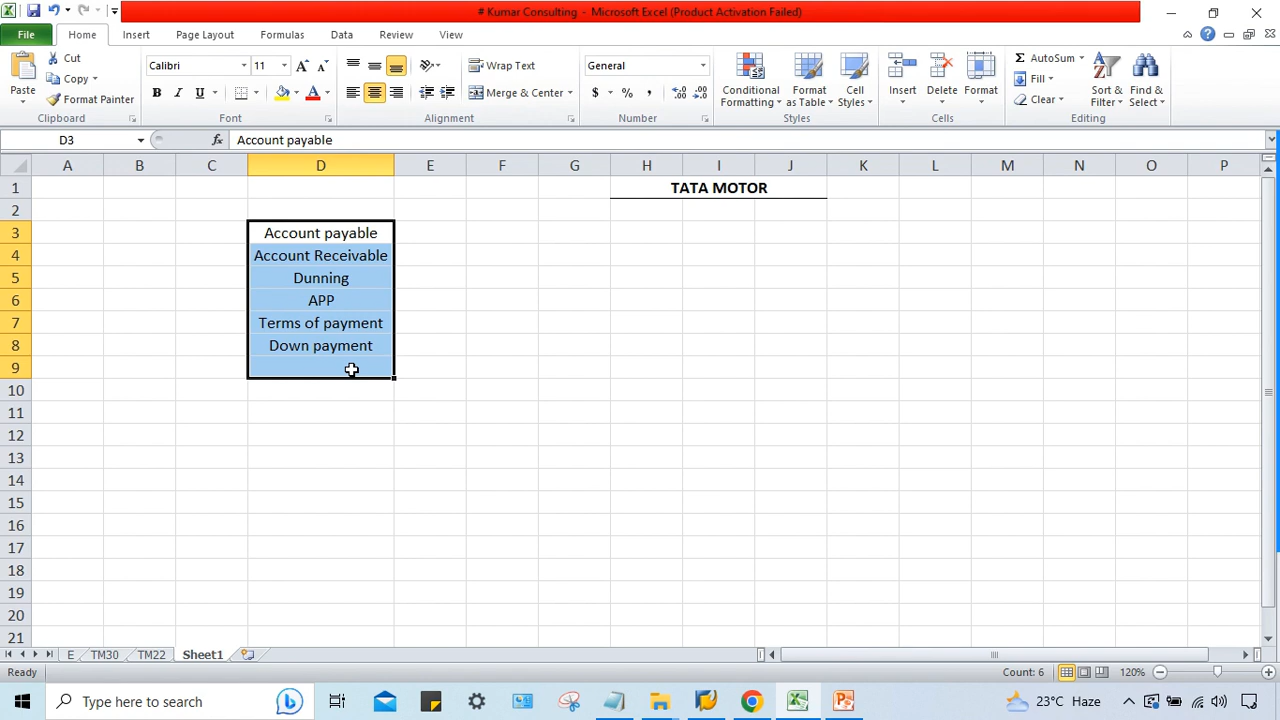 # Kumar Consulting - Microsoft Excel (Product Activation Failed)
File Home Insert Page Layout Formulas Data Review View
Paste
Cut
Copy
Format Painter
Clipboard
Calibri 11
B I U
Font
Wrap Text
Merge & Center
Alignment
General
$ % ,
Number
Conditional Formatting
Format as Table
Cell Styles
Styles
Insert Delete Format
Cells
AutoSum
Fill
Clear
Sort & Filter
Find & Select
Editing
D3 fx Account payable
A B C D E F G H I J K L M N O P
1 TATA MOTOR
2
3 Account payable
4 Account Receivable
5 Dunning
6 APP
7 Terms of payment
8 Down payment
9
10
11
12
13
14
15
16
17
18
19
20
21
E TM30 TM22 Sheet1
Ready Count: 6 120%
Type here to search 23°C Haze